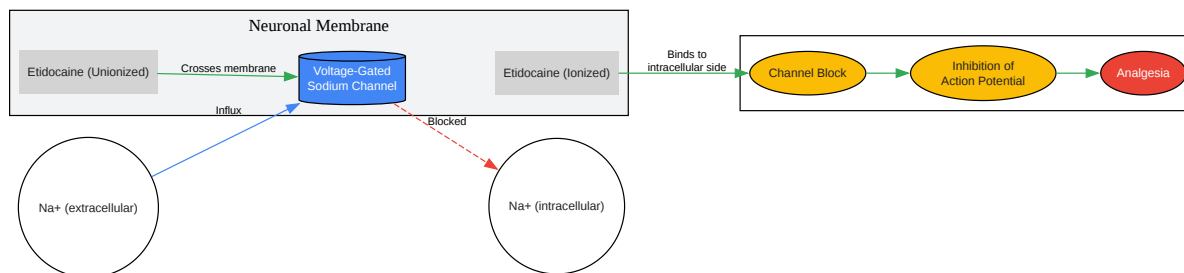 Neuronal Membrane
Etidocaine (Unionized)
Crosses membrane
Voltage-Gated
Sodium Channel
Etidocaine (Ionized)
Binds to
intracellular side
Channel Block
Inhibition of
Action Potential
Analgesia
Influx
Blocked
Na+ (extracellular)
Na+ (intracellular)